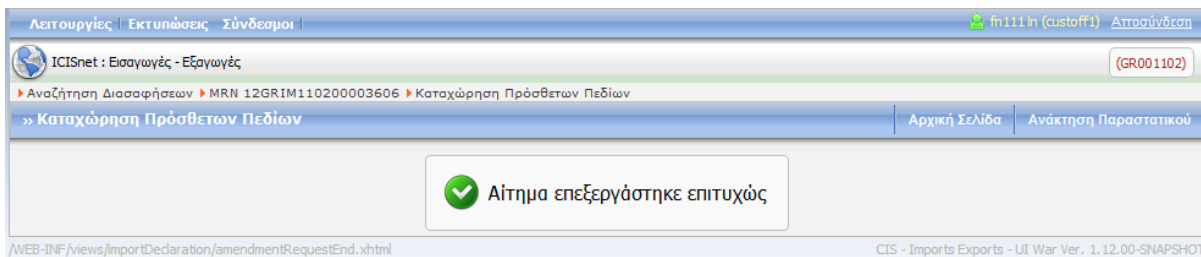 Λειτουργίες Εκτυπώσεις Σύνδεσμοι fn111 ln (custoff1) Αποσύνδεση
ICISnet : Εισαγωγές - Εξαγωγές (GR001102)
Αναζήτηση Διασαφήσεων MRN 12GRIM110200003606 Καταχώρηση Πρόσθετων Πεδίων
» Καταχώρηση Πρόσθετων Πεδίων Αρχική Σελίδα Ανάκτηση Παραστατικού
Αίτημα επεξεργάστηκε επιτυχώς
/WEB-INF/views/importDeclaration/amendmentRequestEnd.xhtml CIS - Imports Exports - UI War Ver. 1.12.00-SNAPSHOT